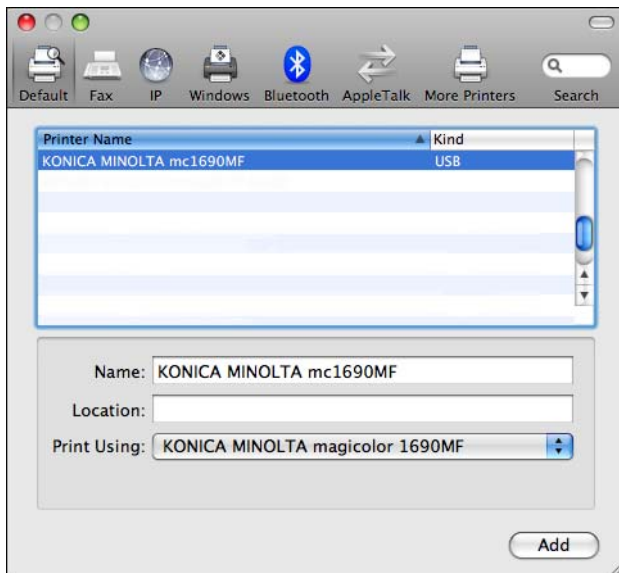 Default Fax IP Windows Bluetooth AppleTalk More Printers Search
Printer Name Kind
KONICA MINOLTA mc1690MF USB
Name: KONICA MINOLTA mc1690MF
Location:
Print Using: KONICA MINOLTA magicolor 1690MF
Add